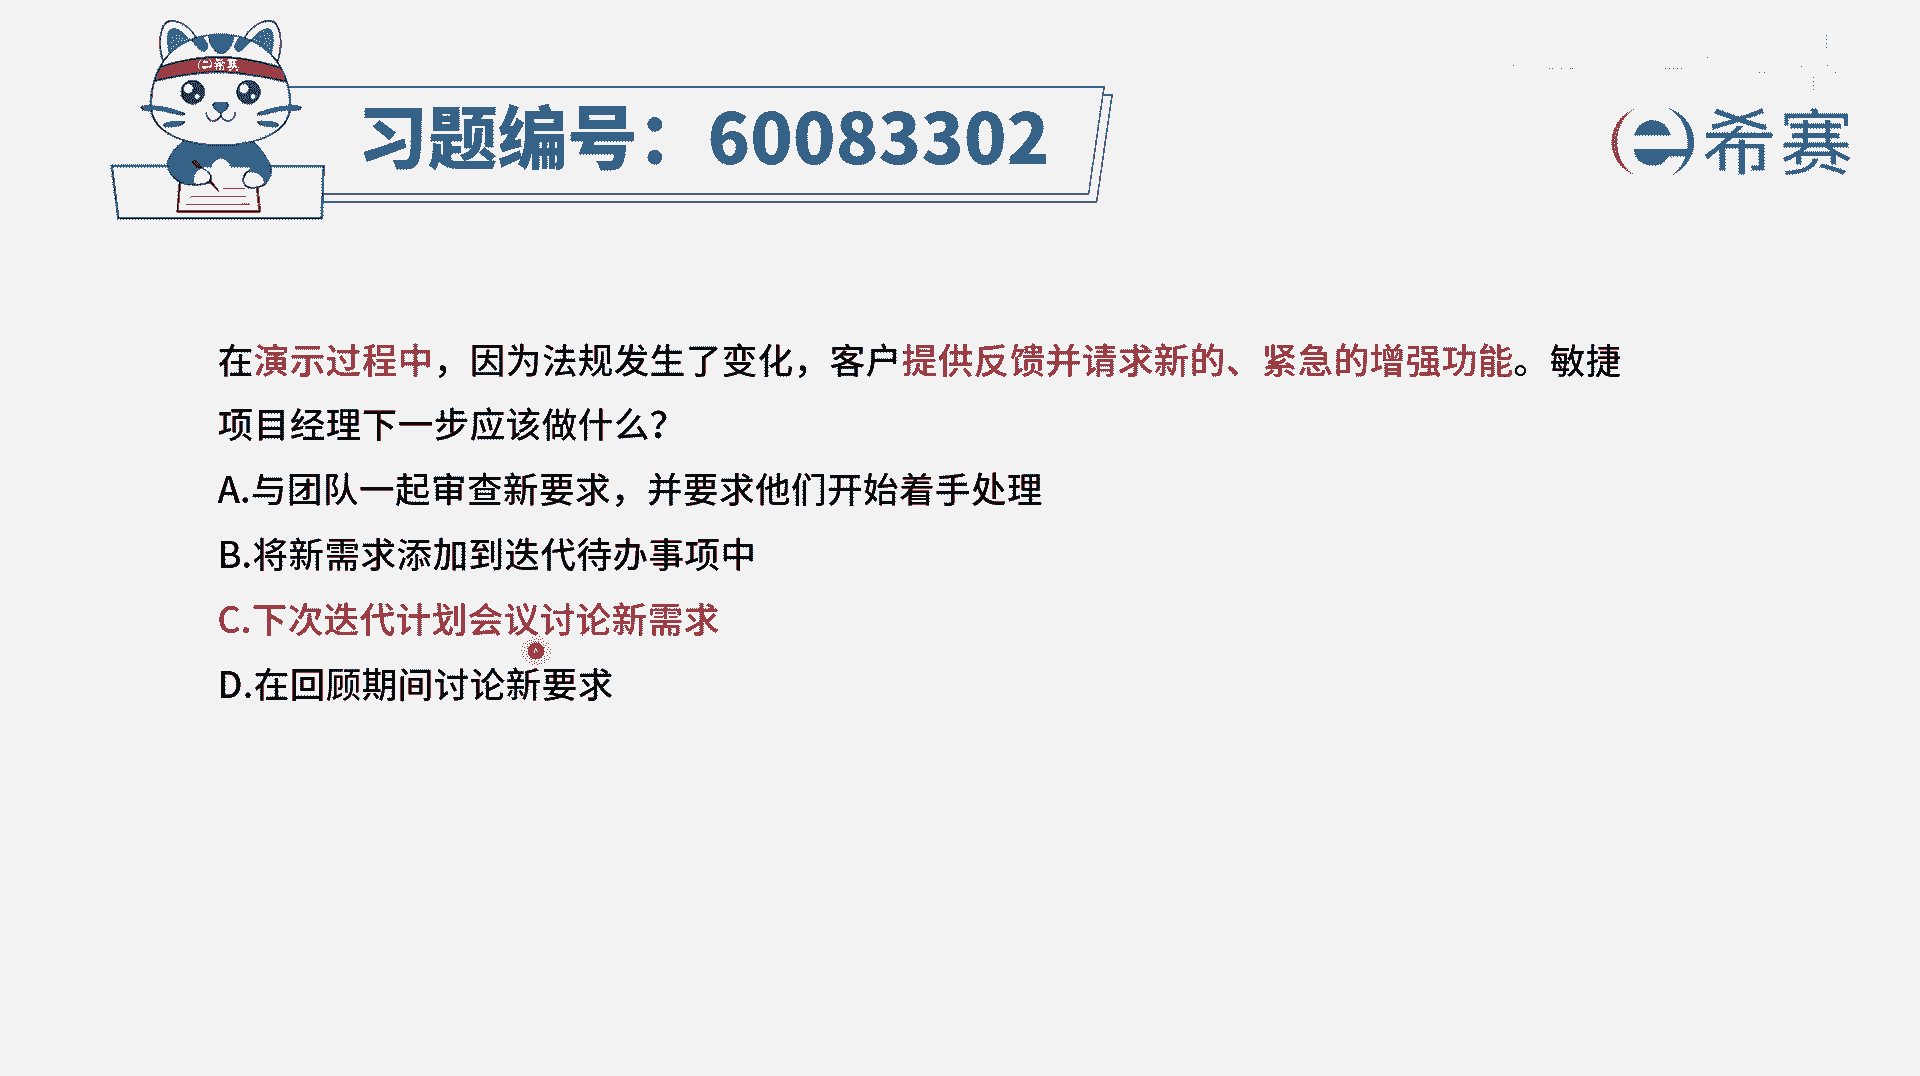 希赛
习题编号：60083302
希赛
在演示过程中，因为法规发生了变化，客户提供反馈并请求新的、紧急的增强功能。敏捷
项目经理下一步应该做什么？
A.与团队一起审查新要求，并要求他们开始着手处理
B.将新需求添加到迭代待办事项中
C.下次迭代计划会议讨论新需求
D.在回顾期间讨论新要求